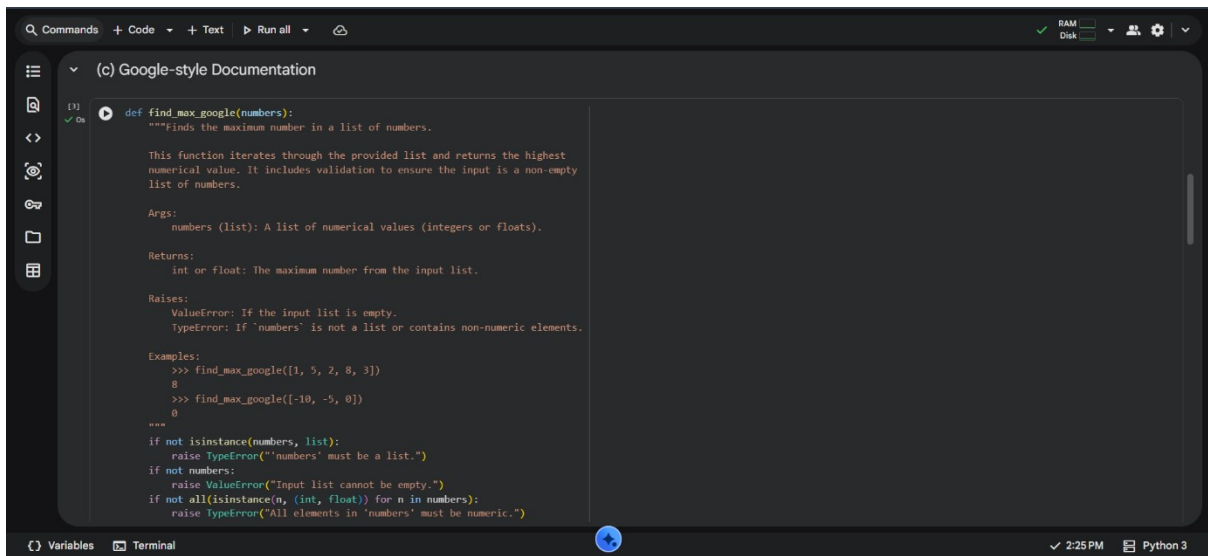 Commands + Code + Text Run all
RAM
Disk
(c) Google-style Documentation
[3]
0s
def find_max_google(numbers):
"""Finds the maximum number in a list of numbers.
This function iterates through the provided list and returns the highest
numerical value. It includes validation to ensure the input is a non-empty
list of numbers.
Args:
numbers (list): A list of numerical values (integers or floats).
Returns:
int or float: The maximum number from the input list.
Raises:
ValueError: If the input list is empty.
TypeError: If `numbers` is not a list or contains non-numeric elements.
Examples:
>>> find_max_google([1, 5, 2, 8, 3])
8
>>> find_max_google([-10, -5, 0])
0
"""
if not isinstance(numbers, list):
raise TypeError("'numbers' must be a list.")
if not numbers:
raise ValueError("Input list cannot be empty.")
if not all(isinstance(n, (int, float)) for n in numbers):
raise TypeError("All elements in 'numbers' must be numeric.")
{} Variables Terminal 2:25 PM Python 3